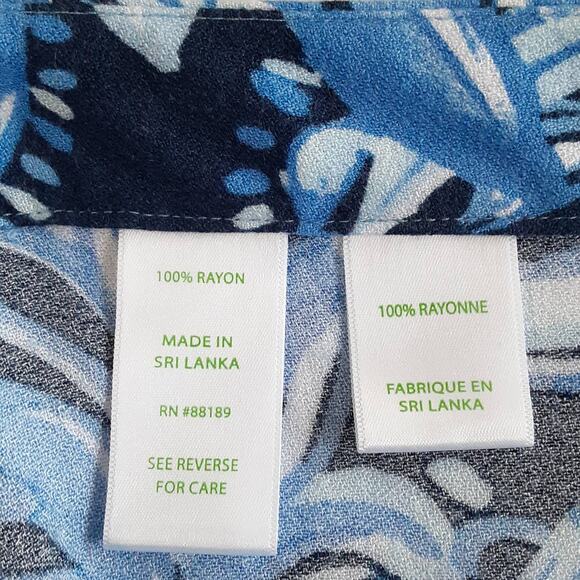 100% RAYON
MADE IN
SRI LANKA
RN #88189
SEE REVERSE
FOR CARE
100% RAYONNE
FABRIQUE EN
SRI LANKA